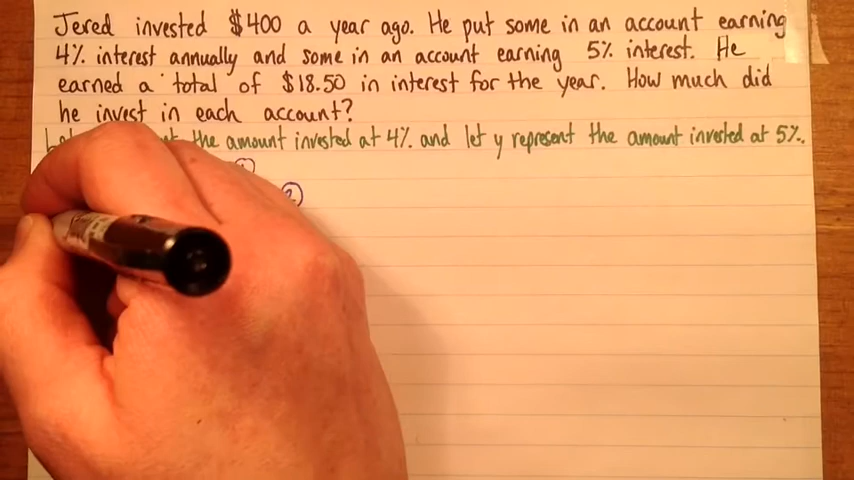 Jered invested $400 a year ago. He put some in an account earning
4% interest annually and some in an account earning 5% interest. He
earned a total of $18.50 in interest for the year. How much did
he invest in each account?
the amount invested at 4% and let y represent the amount invested at 5%.
①
②